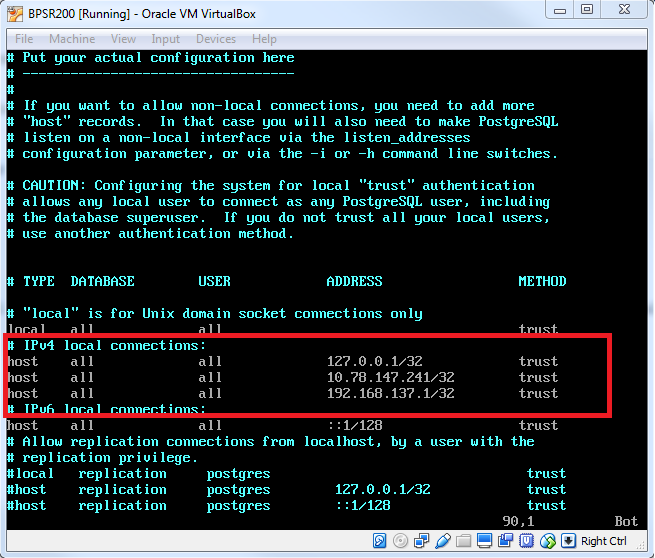 BPSR200 [Running] - Oracle VM VirtualBox
File Machine View Input Devices Help
# Put your actual configuration here
# ----------------------------------
#
# If you want to allow non-local connections, you need to add more
# "host" records.  In that case you will also need to make PostgreSQL
# listen on a non-local interface via the listen_addresses
# configuration parameter, or via the -i or -h command line switches.
# CAUTION: Configuring the system for local "trust" authentication
# allows any local user to connect as any PostgreSQL user, including
# the database superuser.  If you do not trust all your local users,
# use another authentication method.
# TYPE  DATABASE        USER            ADDRESS                 METHOD
# "local" is for Unix domain socket connections only
local   all             all                                     trust
# IPv4 local connections:
host    all             all             127.0.0.1/32            trust
host    all             all             10.78.147.241/32        trust
host    all             all             192.168.137.1/32        trust
# IPv6 local connections:
host    all             all             ::1/128                 trust
# Allow replication connections from localhost, by a user with the
# replication privilege.
#local   replication     postgres                                trust
#host    replication     postgres        127.0.0.1/32            trust
#host    replication     postgres        ::1/128                 trust
90,1          Bot
Right Ctrl